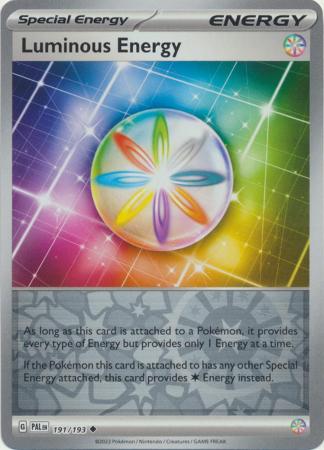 Special Energy ENERGY
Luminous Energy
As long as this card is attached to a Pokémon, it provides
every type of Energy but provides only 1 Energy at a time.
If the Pokémon this card is attached to has any other Special
Energy attached, this card provides Energy instead.
G PAL EN 191/193
©2023 Pokémon / Nintendo / Creatures / GAME FREAK